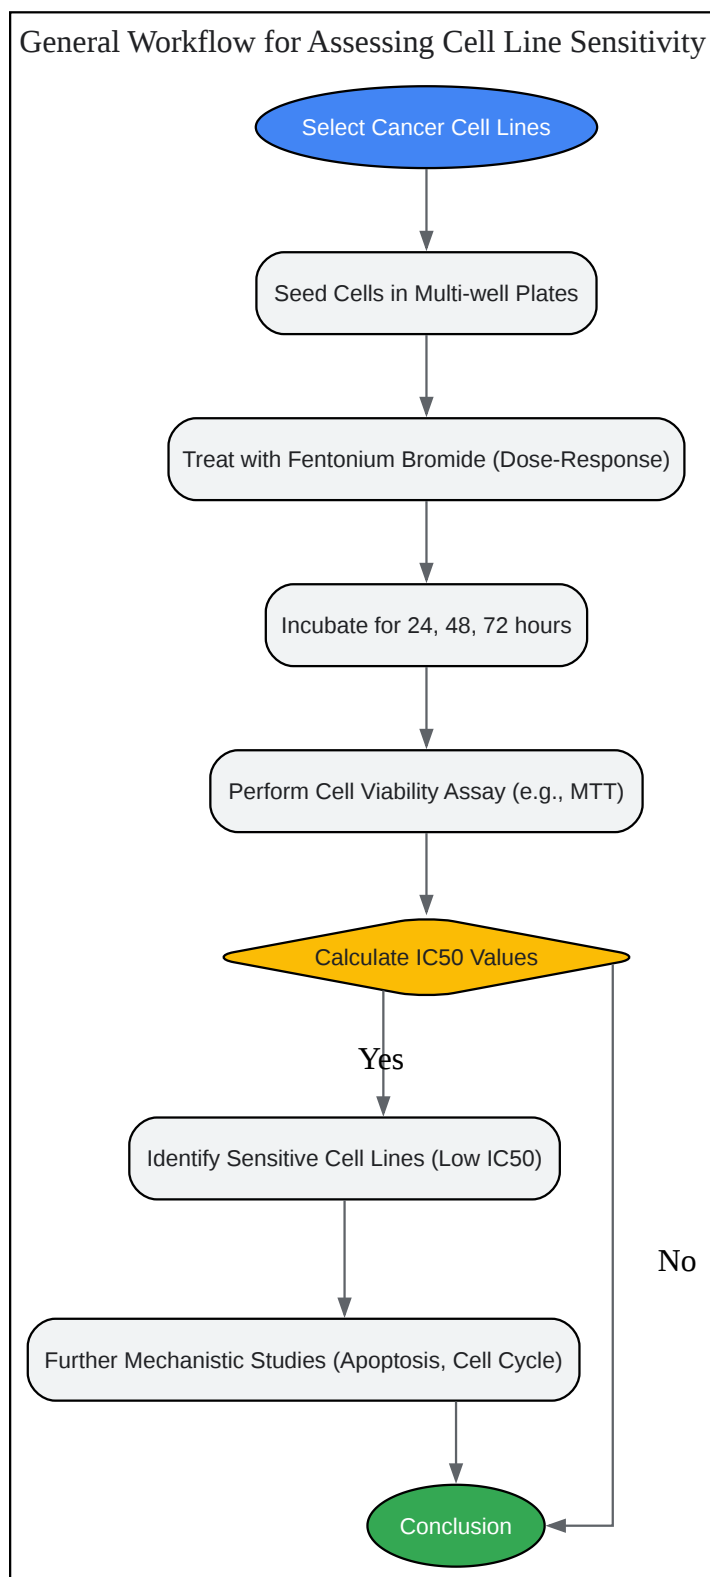 General Workflow for Assessing Cell Line Sensitivity
Select Cancer Cell Lines
Seed Cells in Multi-well Plates
Treat with Fentonium Bromide (Dose-Response)
Incubate for 24, 48, 72 hours
Perform Cell Viability Assay (e.g., MTT)
Calculate IC50 Values
Yes
Identify Sensitive Cell Lines (Low IC50)
No
Further Mechanistic Studies (Apoptosis, Cell Cycle)
Conclusion